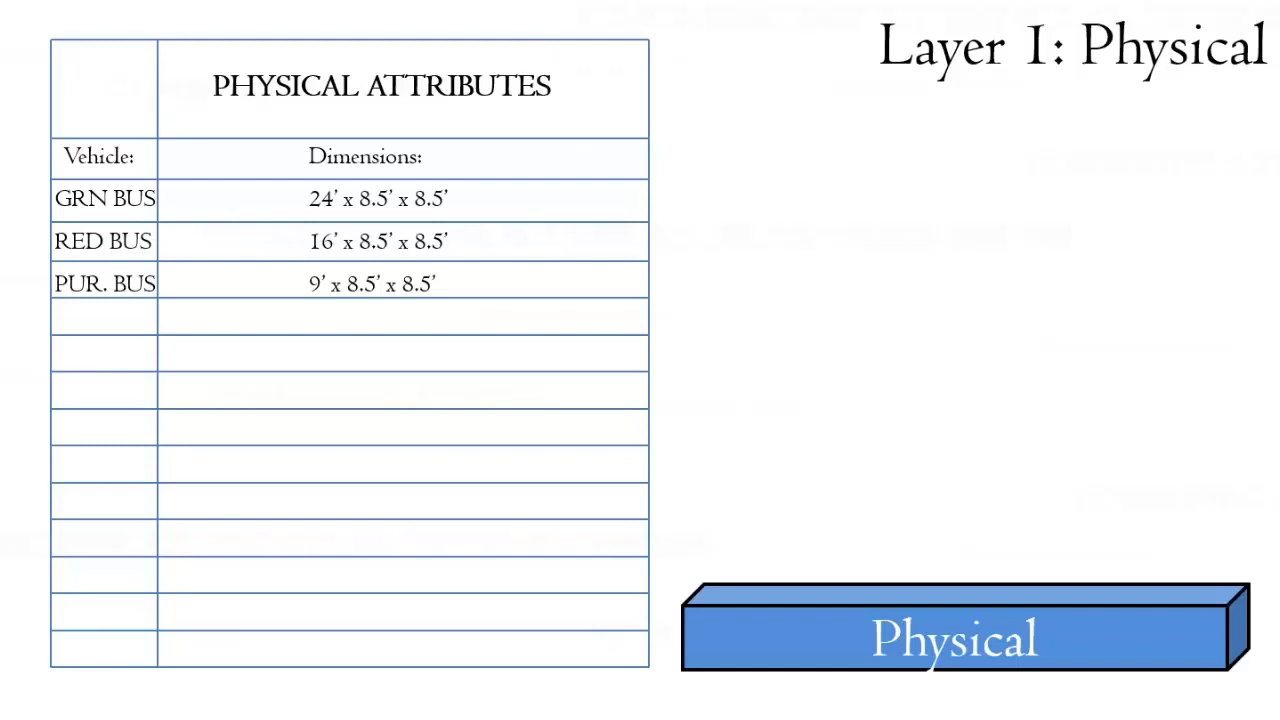 Layer 1: Physical
PHYSICAL ATTRIBUTES
Vehicle: Dimensions:
GRN BUS 24' x 8.5' x 8.5'
RED BUS 16' x 8.5' x 8.5'
PUR. BUS 9' x 8.5' x 8.5'
Physical